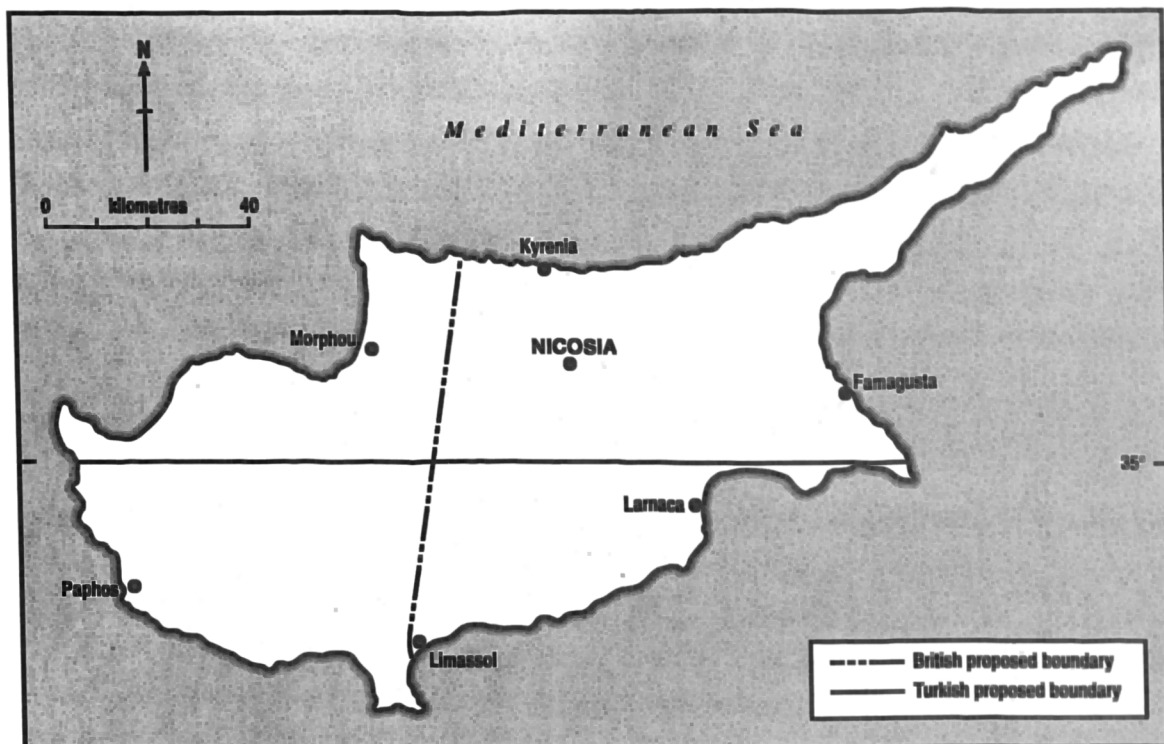 N
Mediterranean Sea
0 kilometres 40
Kyrenia
Morphou
NICOSIA
Famagusta
35°
Larnaca
Paphos
Limassol
British proposed boundary
Turkish proposed boundary